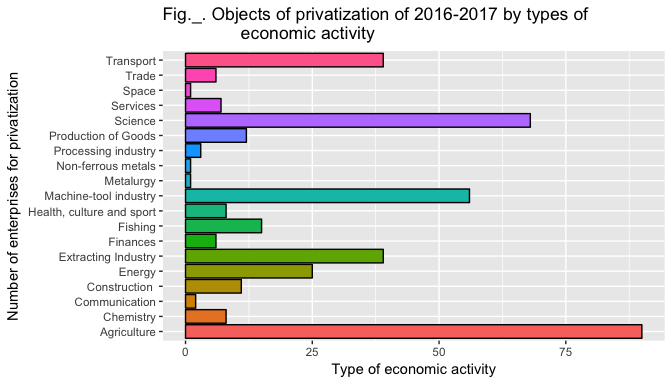 Fig._. Objects of privatization of 2016-2017 by types of
economic activity
Number of enterprises for privatization
Transport
Trade
Space
Services
Science
Production of Goods
Processing industry
Non-ferrous metals
Metalurgy
Machine-tool industry
Health, culture and sport
Fishing
Finances
Extracting Industry
Energy
Construction
Communication
Chemistry
Agriculture
0 25 50 75
Type of economic activity